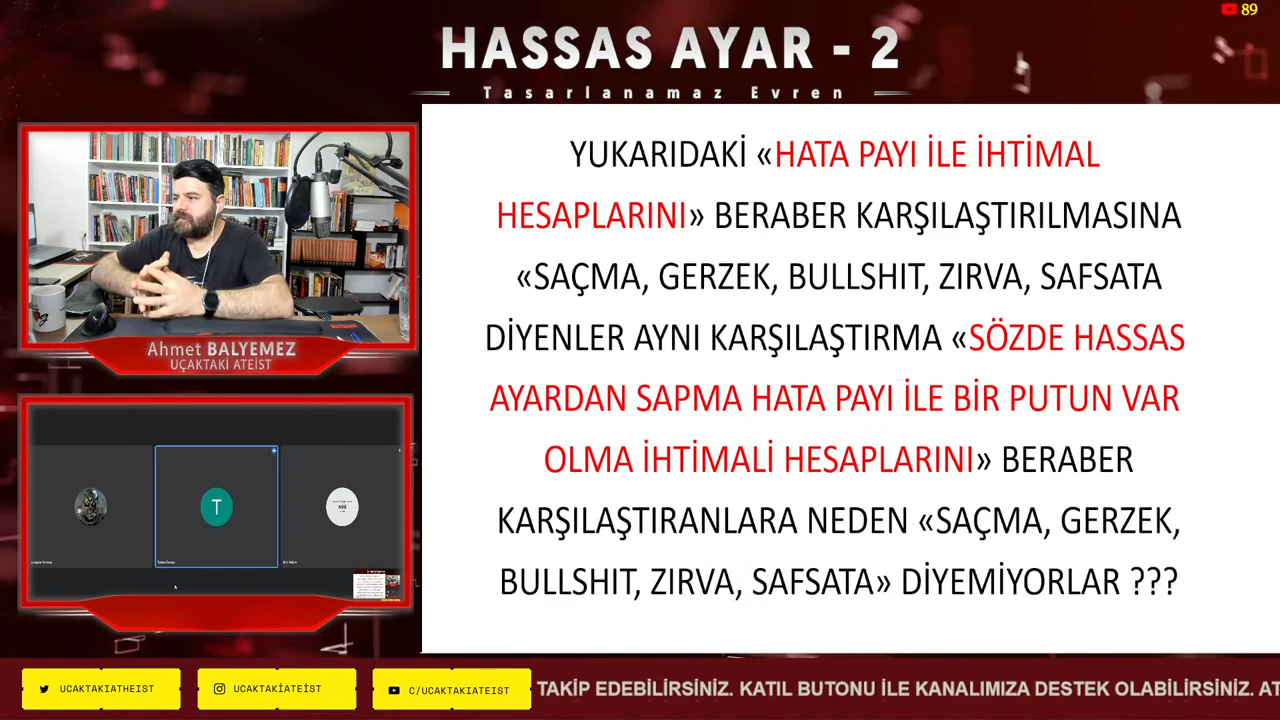 89
HASSAS AYAR - 2
Tasarlanamaz Evren
YUKARIDAKİ «HATA PAYI İLE İHTİMAL
HESAPLARINI» BERABER KARŞILAŞTIRILMASINA
«SAÇMA, GERZEK, BULLSHIT, ZIRVA, SAFSATA
DİYENLER AYNI KARŞILAŞTIRMA «SÖZDE HASSAS
AYARDAN SAPMA HATA PAYI İLE BİR PUTUN VAR
OLMA İHTİMALİ HESAPLARINI» BERABER
KARŞILAŞTIRANLARA NEDEN «SAÇMA, GERZEK,
BULLSHIT, ZIRVA, SAFSATA» DİYEMİYORLAR ???
Ahmet BALYEMEZ
UÇAKTAKİ ATEİST
T
UCAKTAKIATHEIST
UCAKTAKİATEİST
C/UCAKTAKIATEIST
TAKİP EDEBİLİRSİNİZ. KATIL BUTONU İLE KANALIMIZA DESTEK OLABİLİRSİNİZ. AT